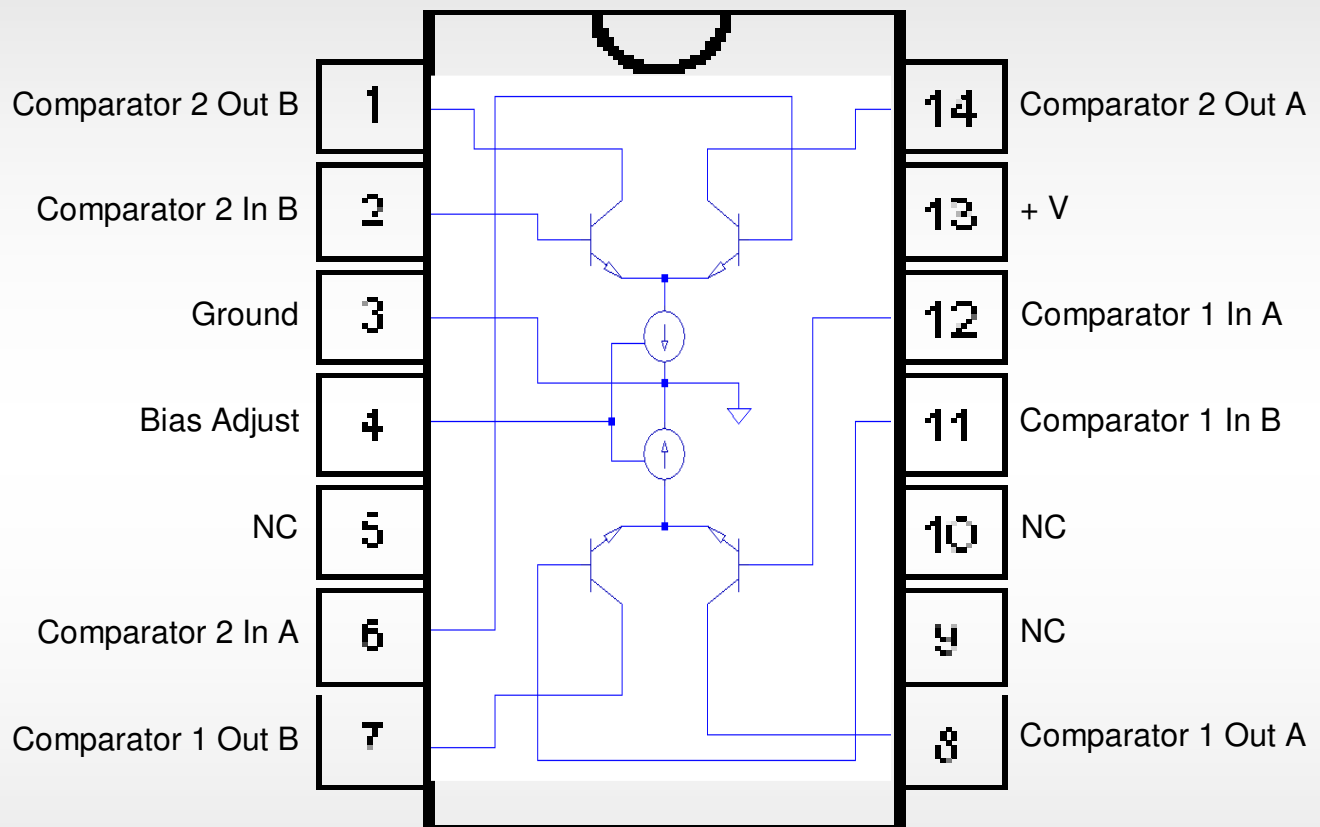 Comparator 2 Out B
1
14
Comparator 2 Out A
Comparator 2 In B
2
13
+ V
Ground
3
12
Comparator 1 In A
Bias Adjust
4
11
Comparator 1 In B
NC
5
10
NC
Comparator 2 In A
6
9
NC
Comparator 1 Out B
7
8
Comparator 1 Out A